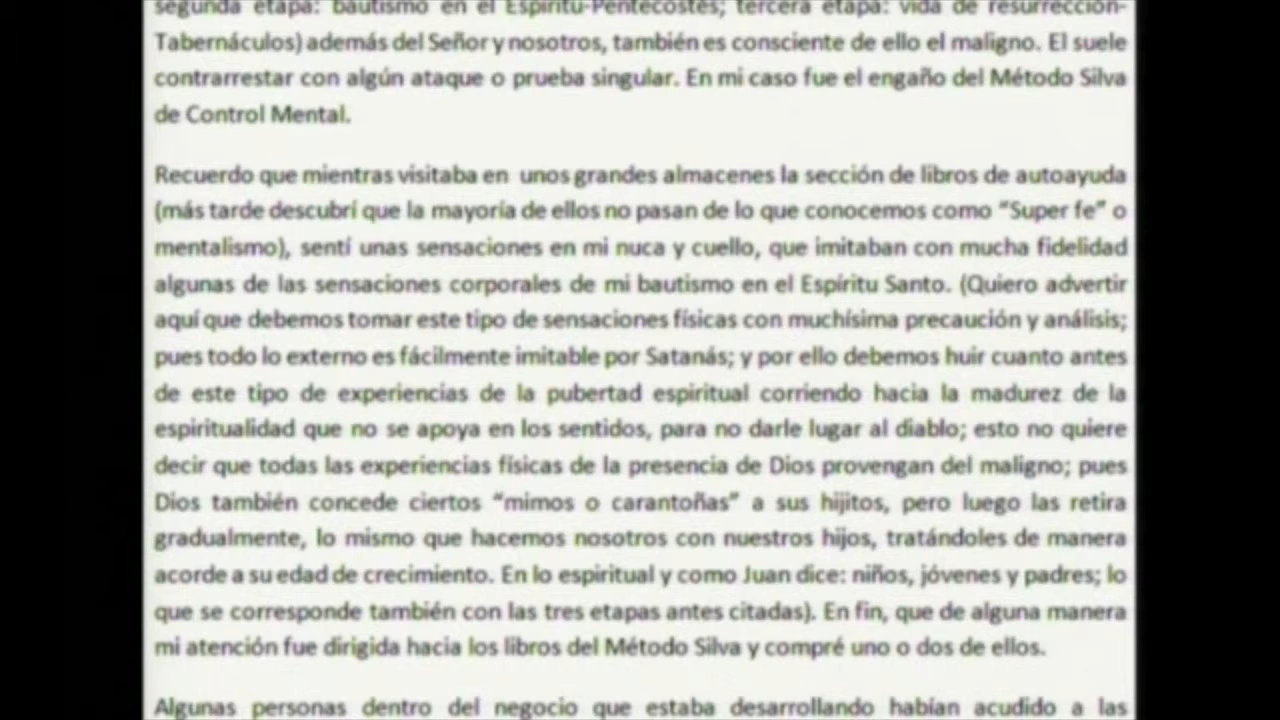 segunda etapa: bautismo en el Espíritu-Pentecostés; tercera etapa: vida de resurrección-
Tabernáculos) además del Señor y nosotros, también es consciente de ello el maligno. El suele
contrarrestar con algún ataque o prueba singular. En mi caso fue el engaño del Método Silva
de Control Mental.
Recuerdo que mientras visitaba en unos grandes almacenes la sección de libros de autoayuda
(más tarde descubrí que la mayoría de ellos no pasan de lo que conocemos como “Super fe” o
mentalismo), sentí unas sensaciones en mi nuca y cuello, que imitaban con mucha fidelidad
algunas de las sensaciones corporales de mi bautismo en el Espíritu Santo. (Quiero advertir
aquí que debemos tomar este tipo de sensaciones físicas con muchísima precaución y análisis;
pues todo lo externo es fácilmente imitable por Satanás; y por ello debemos huir cuanto antes
de este tipo de experiencias de la pubertad espiritual corriendo hacia la madurez de la
espiritualidad que no se apoya en los sentidos, para no darle lugar al diablo; esto no quiere
decir que todas las experiencias físicas de la presencia de Dios provengan del maligno; pues
Dios también concede ciertos “mimos o carantoñas” a sus hijitos, pero luego las retira
gradualmente, lo mismo que hacemos nosotros con nuestros hijos, tratándoles de manera
acorde a su edad de crecimiento. En lo espiritual y como Juan dice: niños, jóvenes y padres; lo
que se corresponde también con las tres etapas antes citadas). En fin, que de alguna manera
mi atención fue dirigida hacia los libros del Método Silva y compré uno o dos de ellos.
Algunas personas dentro del negocio que estaba desarrollando habían acudido a las